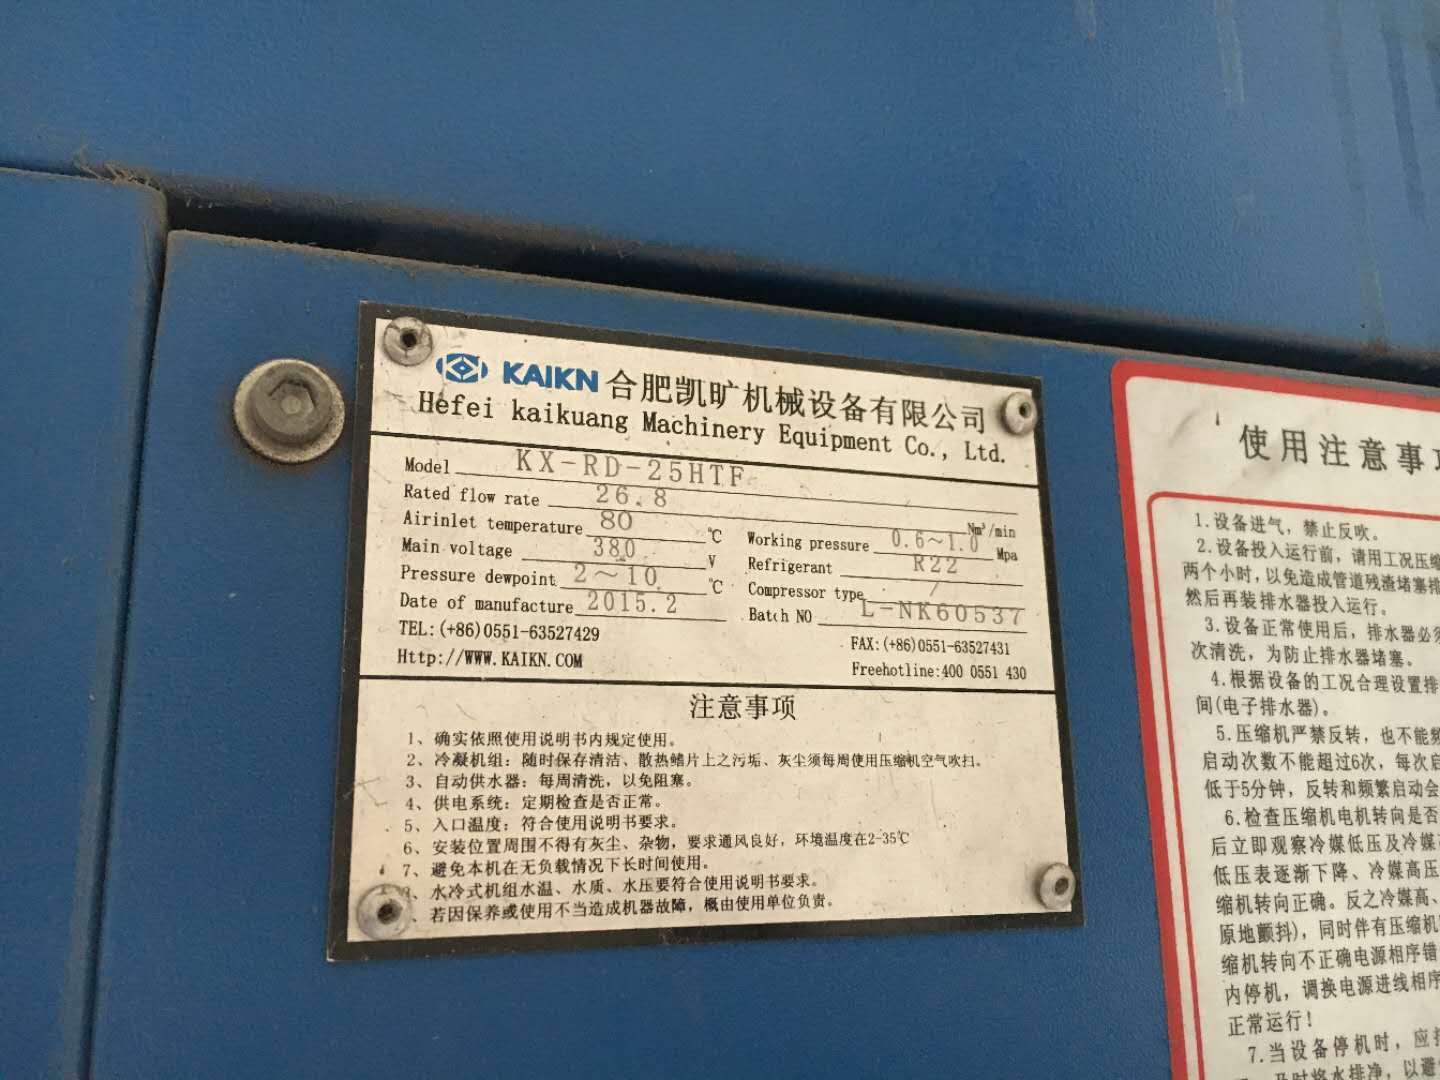 KAIKN 合肥凯旷机械设备有限公司
Hefei kaikuang Machinery Equipment Co., Ltd.
Model KX-RD-25HTF
Rated flow rate 26.8 Nm³/min
Airinlet temperature 80 ℃ Working pressure 0.6～1.0 Mpa
Main voltage 380 V Refrigerant R22
Pressure dewpoint 2～10 ℃ Compressor type /
Date of manufacture 2015.2 Batch NO L-NK60537
TEL:(+86)0551-63527429 FAX:(+86)0551-63527431
Http://WWW.KAIKN.COM Freehotline:400 0551 430
注意事项
1、确实依照使用说明书内规定使用。
2、冷凝机组：随时保存清洁、散热鳍片上之污垢、灰尘须每周使用压缩机空气吹扫。
3、自动供水器：每周清洗，以免阻塞。
4、供电系统：定期检查是否正常。
5、入口温度：符合使用说明书要求。
6、安装位置周围不得有灰尘、杂物，要求通风良好，环境温度在2-35℃
7、避免本机在无负载情况下长时间使用。
、水冷式机组水温、水质、水压要符合使用说明书要求。
、若因保养或使用不当造成机器故障，概由使用单位负责。
使用注意事
1.设备进气，禁止反吹。
2.设备投入运行前，请用工况压缩
两个小时，以免造成管道残渣堵塞排
然后再装排水器投入运行。
3.设备正常使用后，排水器必须
次清洗，为防止排水器堵塞。
4.根据设备的工况合理设置排
间(电子排水器)。
5.压缩机严禁反转，也不能频
启动次数不能超过6次，每次启
低于5分钟，反转和频繁启动会
6.检查压缩机电机转向是否
后立即观察冷媒低压及冷媒
低压表逐渐下降、冷媒高压
缩机转向正确。反之冷媒高、
原地颤抖)，同时伴有压缩机
缩机转向不正确电源相序错
内停机，调换电源进线相序
正常运行！
7.当设备停机时，应
及时将水排净，以避